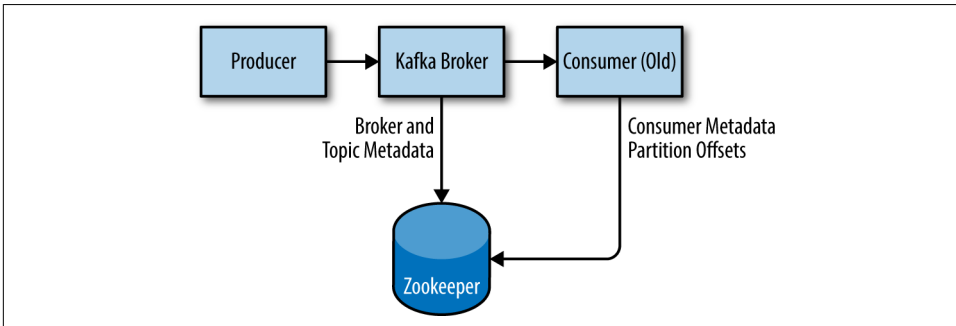 Producer
Kafka Broker
Consumer (Old)
Broker and
Topic Metadata
Consumer Metadata
Partition Offsets
Zookeeper